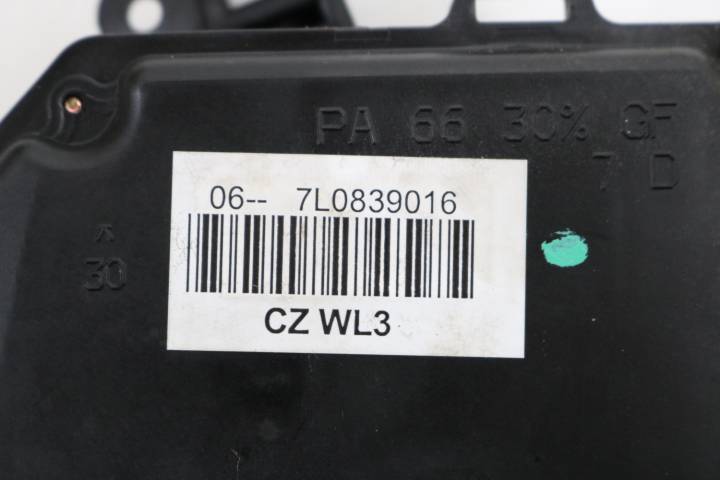 PA 66 30% GF
7 D
06-- 7L0839016
30
CZ WL3